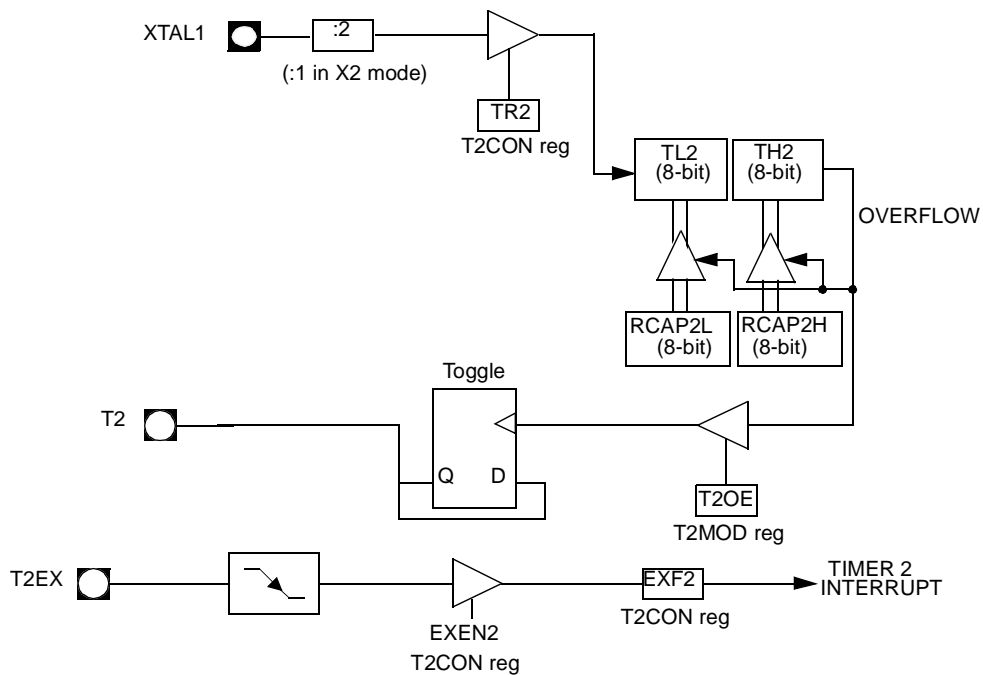 XTAL1
:2
(:1 in X2 mode)
TR2
T2CON reg
TL2
(8-bit)
TH2
(8-bit)
OVERFLOW
RCAP2L
(8-bit)
RCAP2H
(8-bit)
Toggle
T2
Q
D
T2OE
T2MOD reg
T2EX
EXEN2
T2CON reg
EXF2
T2CON reg
TIMER 2
INTERRUPT